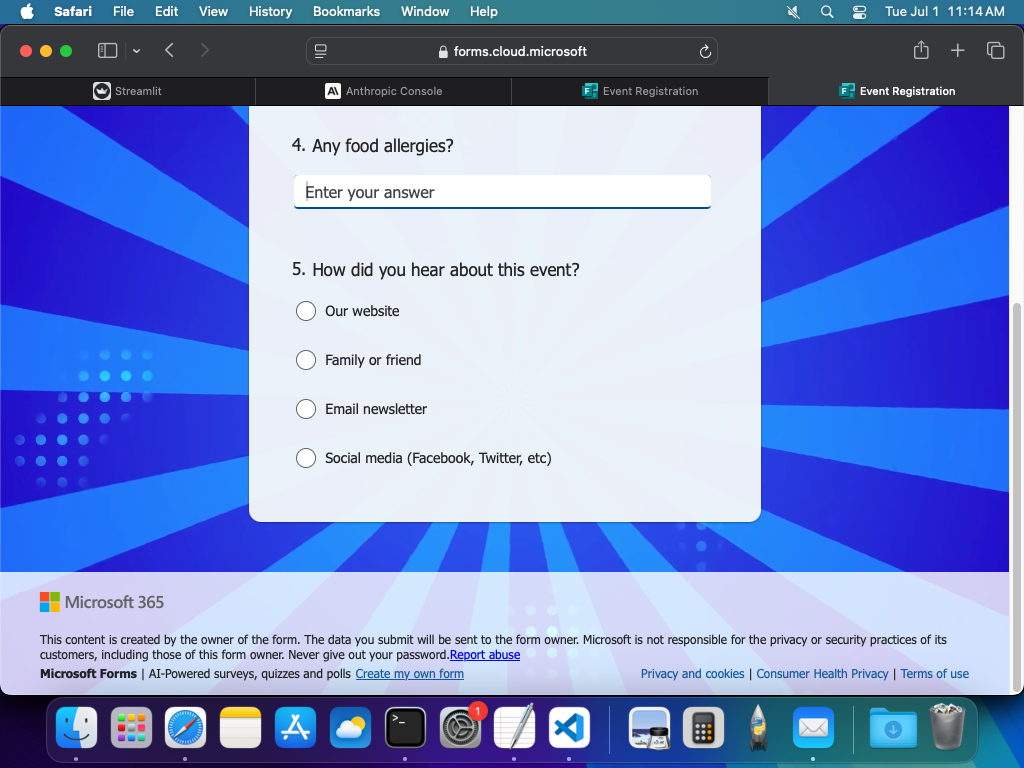 Safari File Edit View History Bookmarks Window Help Tue Jul 1 11:14 AM
forms.cloud.microsoft
Streamlit
Anthropic Console
Event Registration
Event Registration
4. Any food allergies?
Enter your answer
5. How did you hear about this event?
Our website
Family or friend
Email newsletter
Social media (Facebook, Twitter, etc)
Microsoft 365
This content is created by the owner of the form. The data you submit will be sent to the form owner. Microsoft is not responsible for the privacy or security practices of its
customers, including those of this form owner. Never give out your password.Report abuse
Microsoft Forms | AI-Powered surveys, quizzes and polls Create my own form
Privacy and cookies | Consumer Health Privacy | Terms of use
1